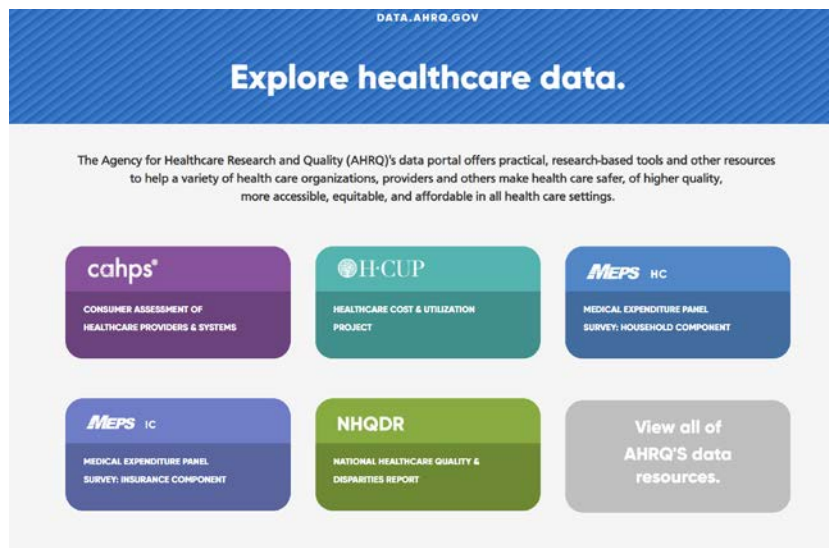 DATA.AHRQ.GOV
Explore healthcare data.
The Agency for Healthcare Research and Quality (AHRQ)'s data portal offers practical, research-based tools and other resources
to help a variety of health care organizations, providers and others make health care safer, of higher quality,
more accessible, equitable, and affordable in all health care settings.
cahps®
CONSUMER ASSESSMENT OF
HEALTHCARE PROVIDERS & SYSTEMS
H·CUP
HEALTHCARE COST & UTILIZATION
PROJECT
MEPS HC
MEDICAL EXPENDITURE PANEL
SURVEY: HOUSEHOLD COMPONENT
MEPS IC
MEDICAL EXPENDITURE PANEL
SURVEY: INSURANCE COMPONENT
NHQDR
NATIONAL HEALTHCARE QUALITY &
DISPARITIES REPORT
View all of
AHRQ'S data
resources.